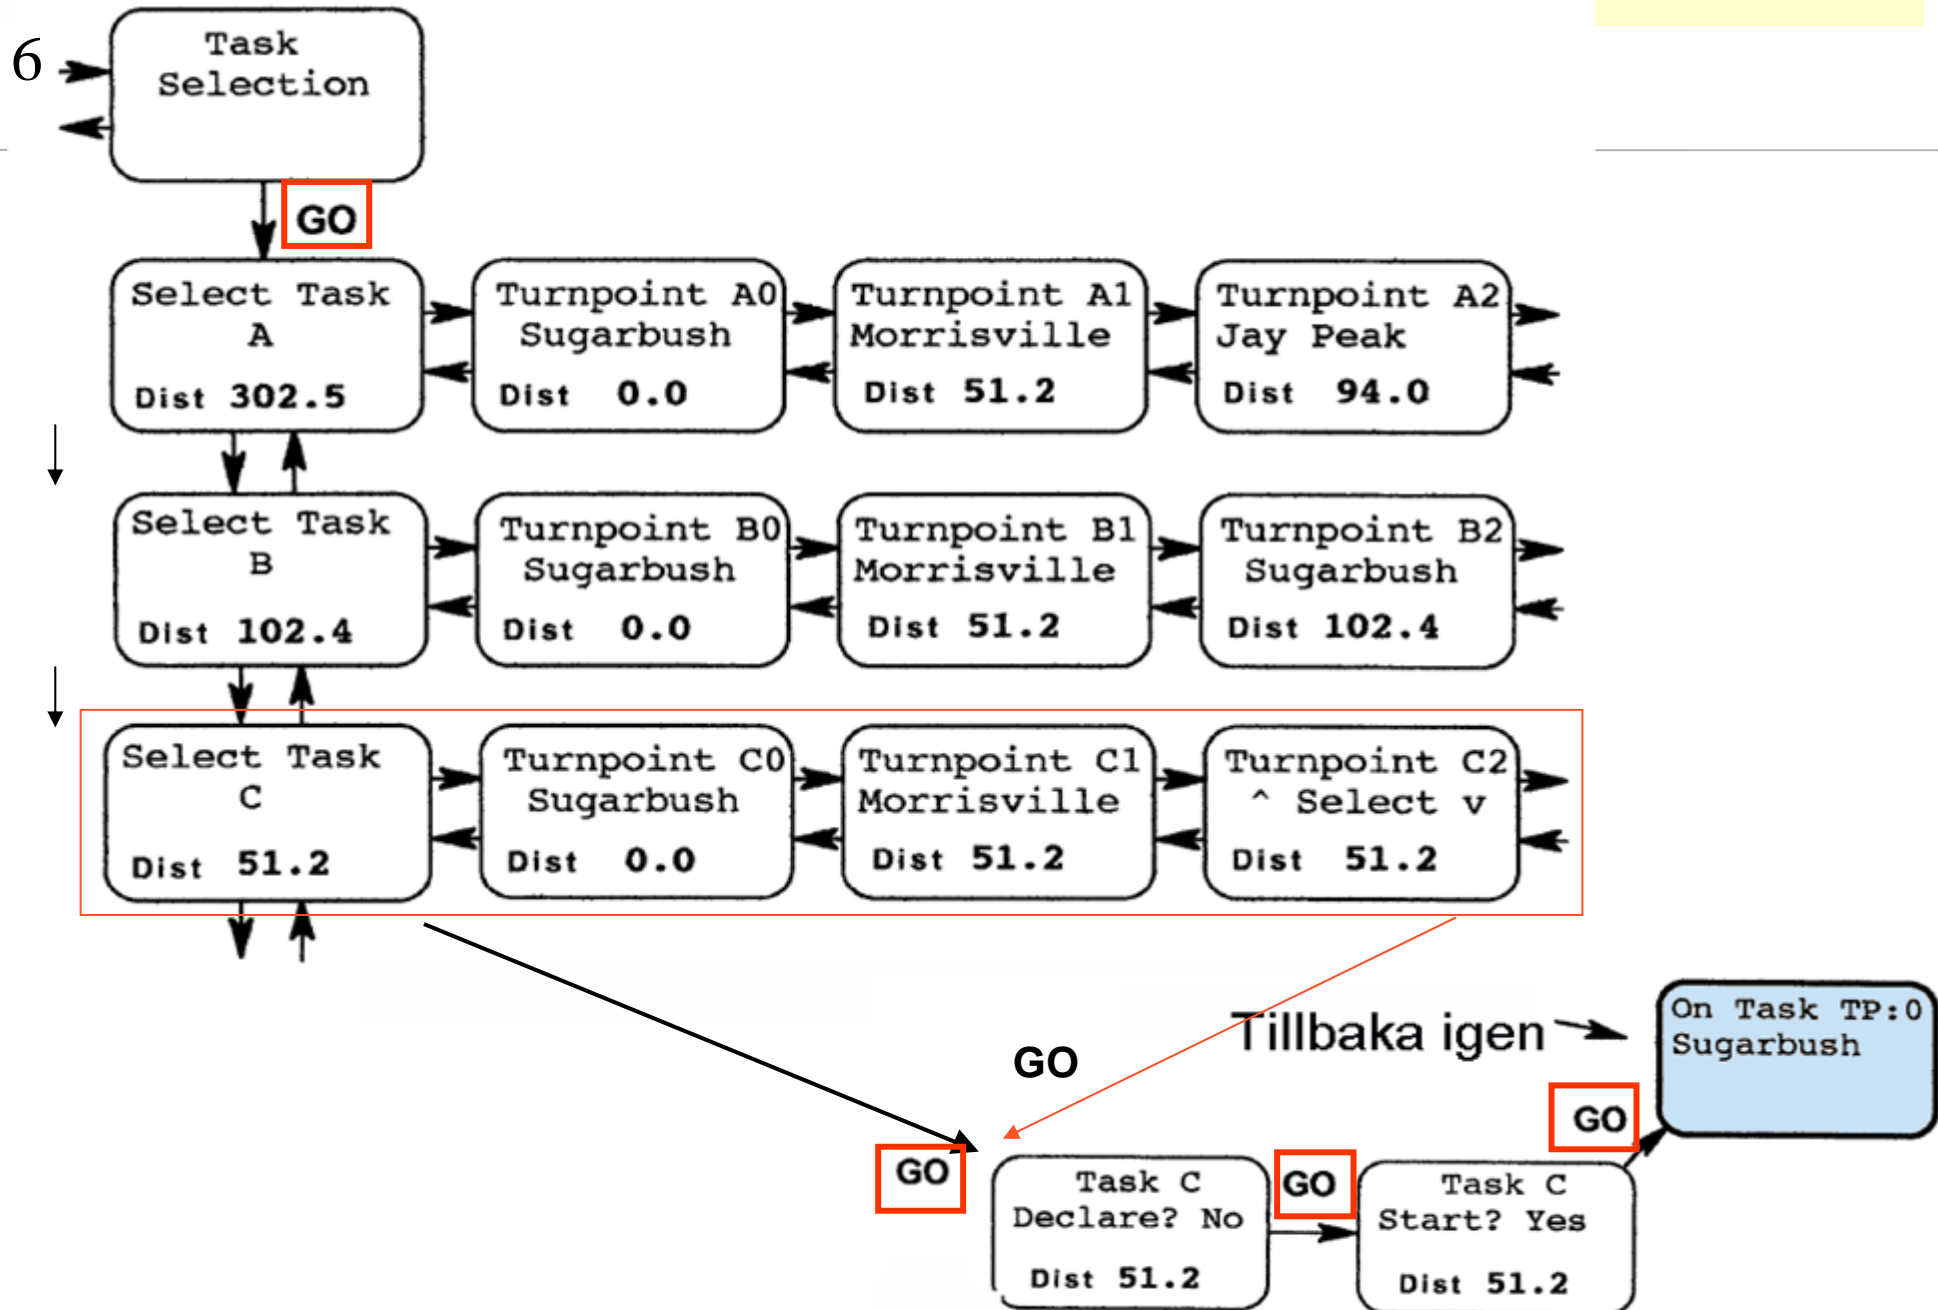 6
Task
Selection
GO
Select Task
A
Dist 302.5
Turnpoint A0
Sugarbush
Dist 0.0
Turnpoint A1
Morrisville
Dist 51.2
Turnpoint A2
Jay Peak
Dist 94.0
Select Task
B
Dist 102.4
Turnpoint B0
Sugarbush
Dist 0.0
Turnpoint B1
Morrisville
Dist 51.2
Turnpoint B2
Sugarbush
Dist 102.4
Select Task
C
Dist 51.2
Turnpoint C0
Sugarbush
Dist 0.0
Turnpoint C1
Morrisville
Dist 51.2
Turnpoint C2
^ Select v
Dist 51.2
GO
Tillbaka igen
On Task TP:0
Sugarbush
GO
GO
Task C
Declare? No
Dist 51.2
GO
Task C
Start? Yes
Dist 51.2